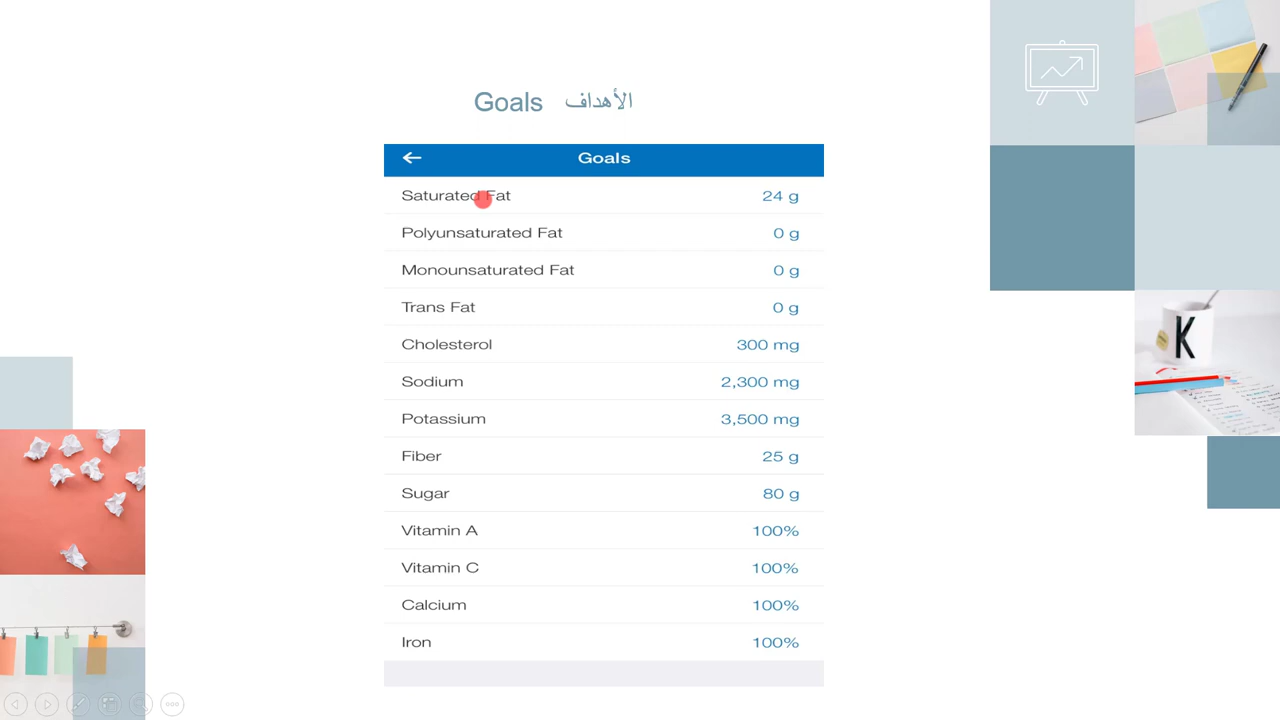 Goals الأهداف
Goals
Saturated Fat 24 g
Polyunsaturated Fat 0 g
Monounsaturated Fat 0 g
Trans Fat 0 g
Cholesterol 300 mg
Sodium 2,300 mg
Potassium 3,500 mg
Fiber 25 g
Sugar 80 g
Vitamin A 100%
Vitamin C 100%
Calcium 100%
Iron 100%
K